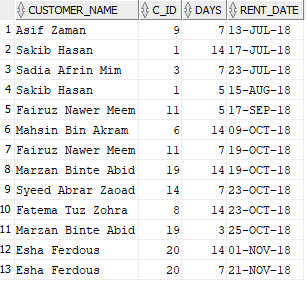 CUSTOMER_NAME C_ID DAYS RENT_DATE
1 Asif Zaman 9 7 13-JUL-18
2 Sakib Hasan 1 14 17-JUL-18
3 Sadia Afrin Mim 3 7 23-JUL-18
4 Sakib Hasan 1 5 15-AUG-18
5 Fairuz Nawer Meem 11 5 17-SEP-18
6 Mahsin Bin Akram 6 14 09-OCT-18
7 Fairuz Nawer Meem 11 7 19-OCT-18
8 Marzan Binte Abid 19 14 19-OCT-18
9 Syeed Abrar Zaoad 14 7 23-OCT-18
10 Fatema Tuz Zohra 8 14 23-OCT-18
11 Marzan Binte Abid 19 3 25-OCT-18
12 Esha Ferdous 20 14 01-NOV-18
13 Esha Ferdous 20 7 21-NOV-18